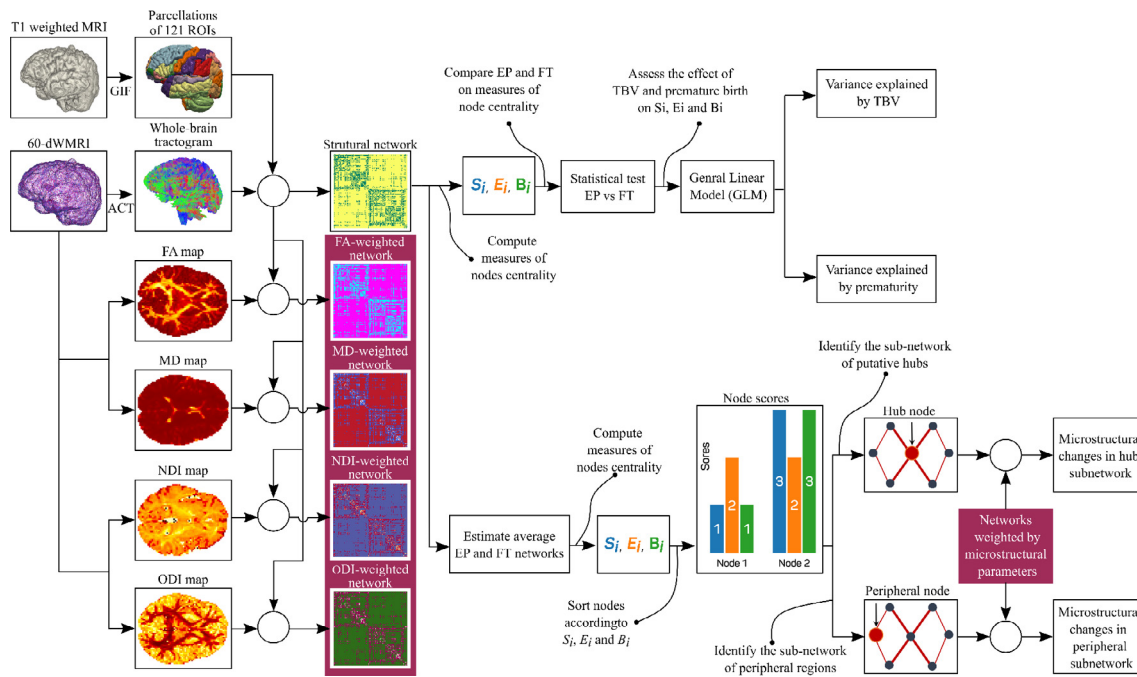 T1 weighted MRI
Parcellations
of 121 ROIs
GIF
60-dWMRI
Whole-brain
tractogram
ACT
FA map
MD map
NDI map
ODI map
Strutural network
FA-weighted
network
MD-weighted
network
NDI-weighted
network
ODI-weighted
network
Compare EP and FT
on measures of
node centrality
Assess the effect of
TBV and premature birth
on Si, Ei and Bi
Si, Ei, Bi
Statistical test
EP vs FT
Genral Linear
Model (GLM)
Variance explained
by TBV
Variance explained
by prematurity
Compute
measures of
nodes centrality
Estimate average
EP and FT networks
Compute
measures of
nodes centrality
Si, Ei, Bi
Sort nodes
accordingto
Si, Ei and Bi
Node scores
Sores
1
2
1
3
2
3
Node 1
Node 2
Identify the sub-network
of putative hubs
Hub node
Microstructural
changes in hub
subnetwork
Networks
weighted by
microstructural
parameters
Peripheral node
Identify the sub-network
of peripheral regions
Microstructural
changes in
peripheral
subnetwork